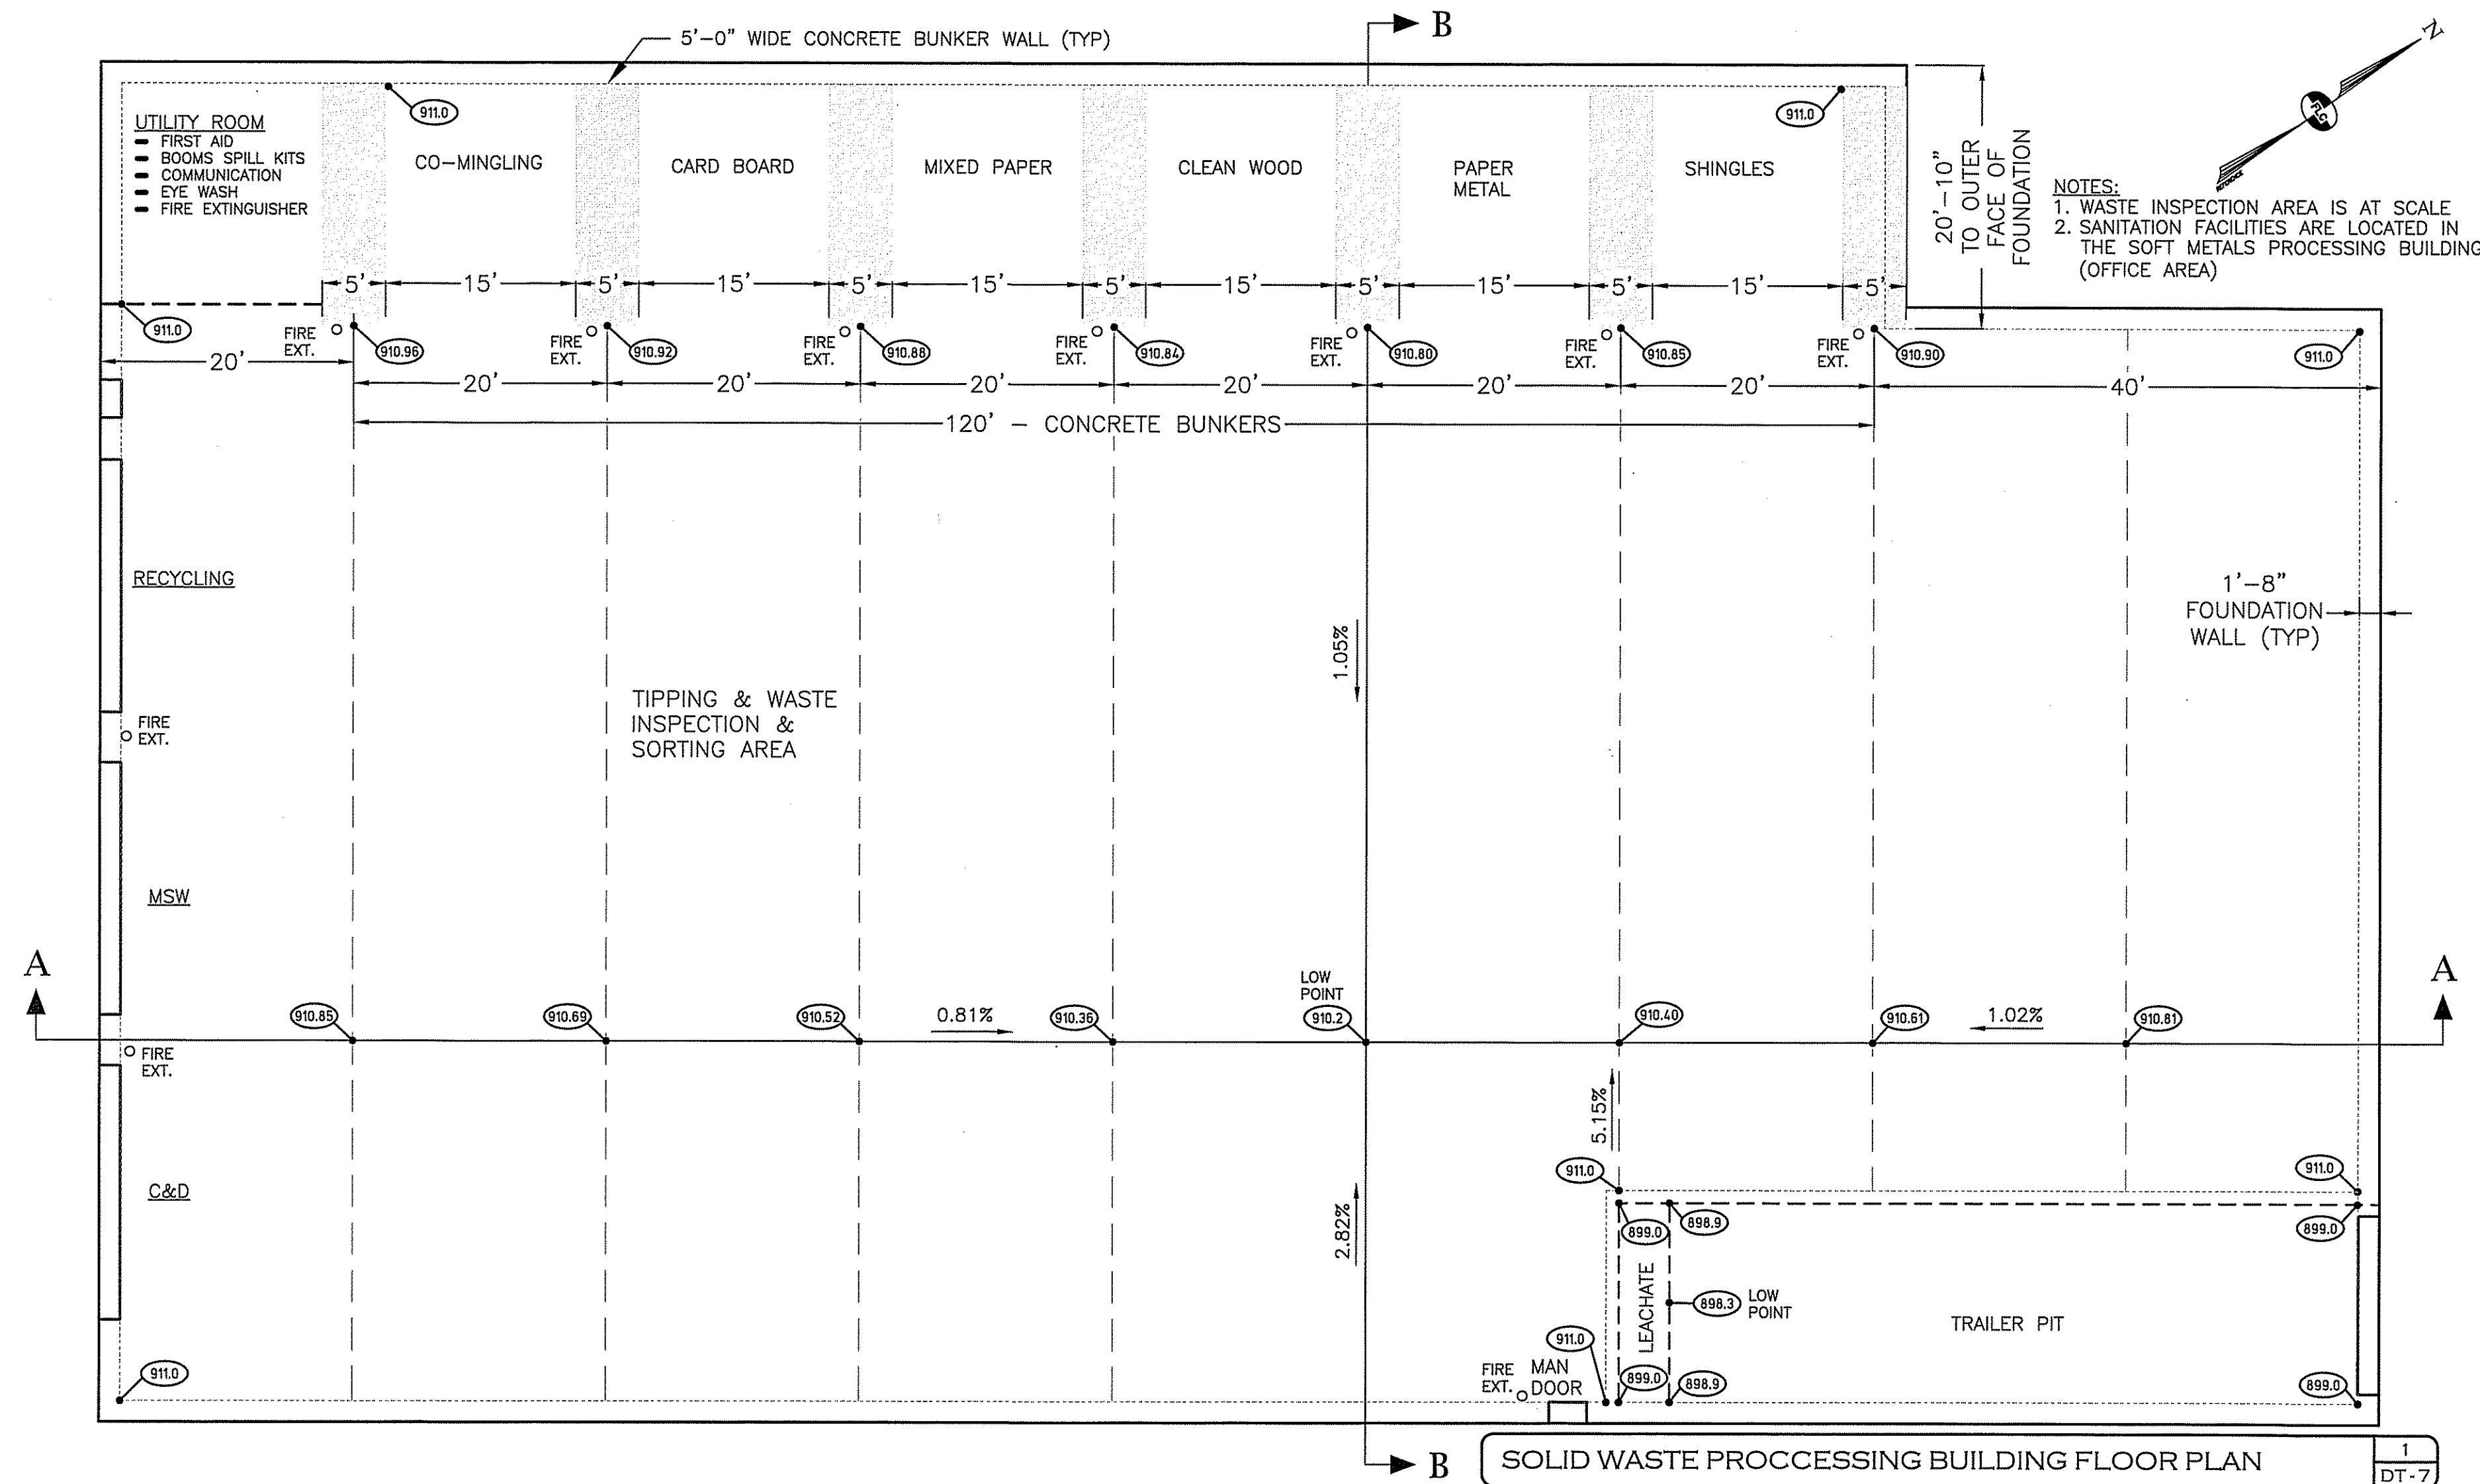 5'-0" WIDE CONCRETE BUNKER WALL (TYP)
B
N
FLC
UTILITY ROOM
FIRST AID
BOOMS SPILL KITS
COMMUNICATION
EYE WASH
FIRE EXTINGUISHER
911.0
CO-MINGLING
CARD BOARD
MIXED PAPER
CLEAN WOOD
PAPER
METAL
SHINGLES
911.0
20'-10"
TO OUTER
FACE OF
FOUNDATION
NOTES:
1. WASTE INSPECTION AREA IS AT SCALE
2. SANITATION FACILITIES ARE LOCATED IN
THE SOFT METALS PROCESSING BUILDING
(OFFICE AREA)
5' 15' 5' 15' 5' 15' 5' 15' 5' 15' 5' 15' 5'
911.0
FIRE
EXT.
910.96
FIRE
EXT.
910.92
FIRE
EXT.
910.88
FIRE
EXT.
910.84
FIRE
EXT.
910.80
FIRE
EXT.
910.85
FIRE
EXT.
910.90
911.0
20'
20' 20' 20' 20' 20' 20' 40'
120' - CONCRETE BUNKERS
RECYCLING
1'-8"
FOUNDATION
WALL (TYP)
1.05%
TIPPING & WASTE
INSPECTION &
SORTING AREA
FIRE
EXT.
MSW
A
A
LOW
POINT
910.85
910.69
910.52
0.81%
910.36
910.2
910.40
910.61
1.02%
910.81
FIRE
EXT.
5.15%
911.0
911.0
C&D
2.82%
899.0
898.9
899.0
LEACHATE
898.3
LOW
POINT
TRAILER PIT
911.0
911.0
FIRE
EXT.
MAN
DOOR
899.0
898.9
899.0
B
SOLID WASTE PROCCESSING BUILDING FLOOR PLAN
1
DT-7